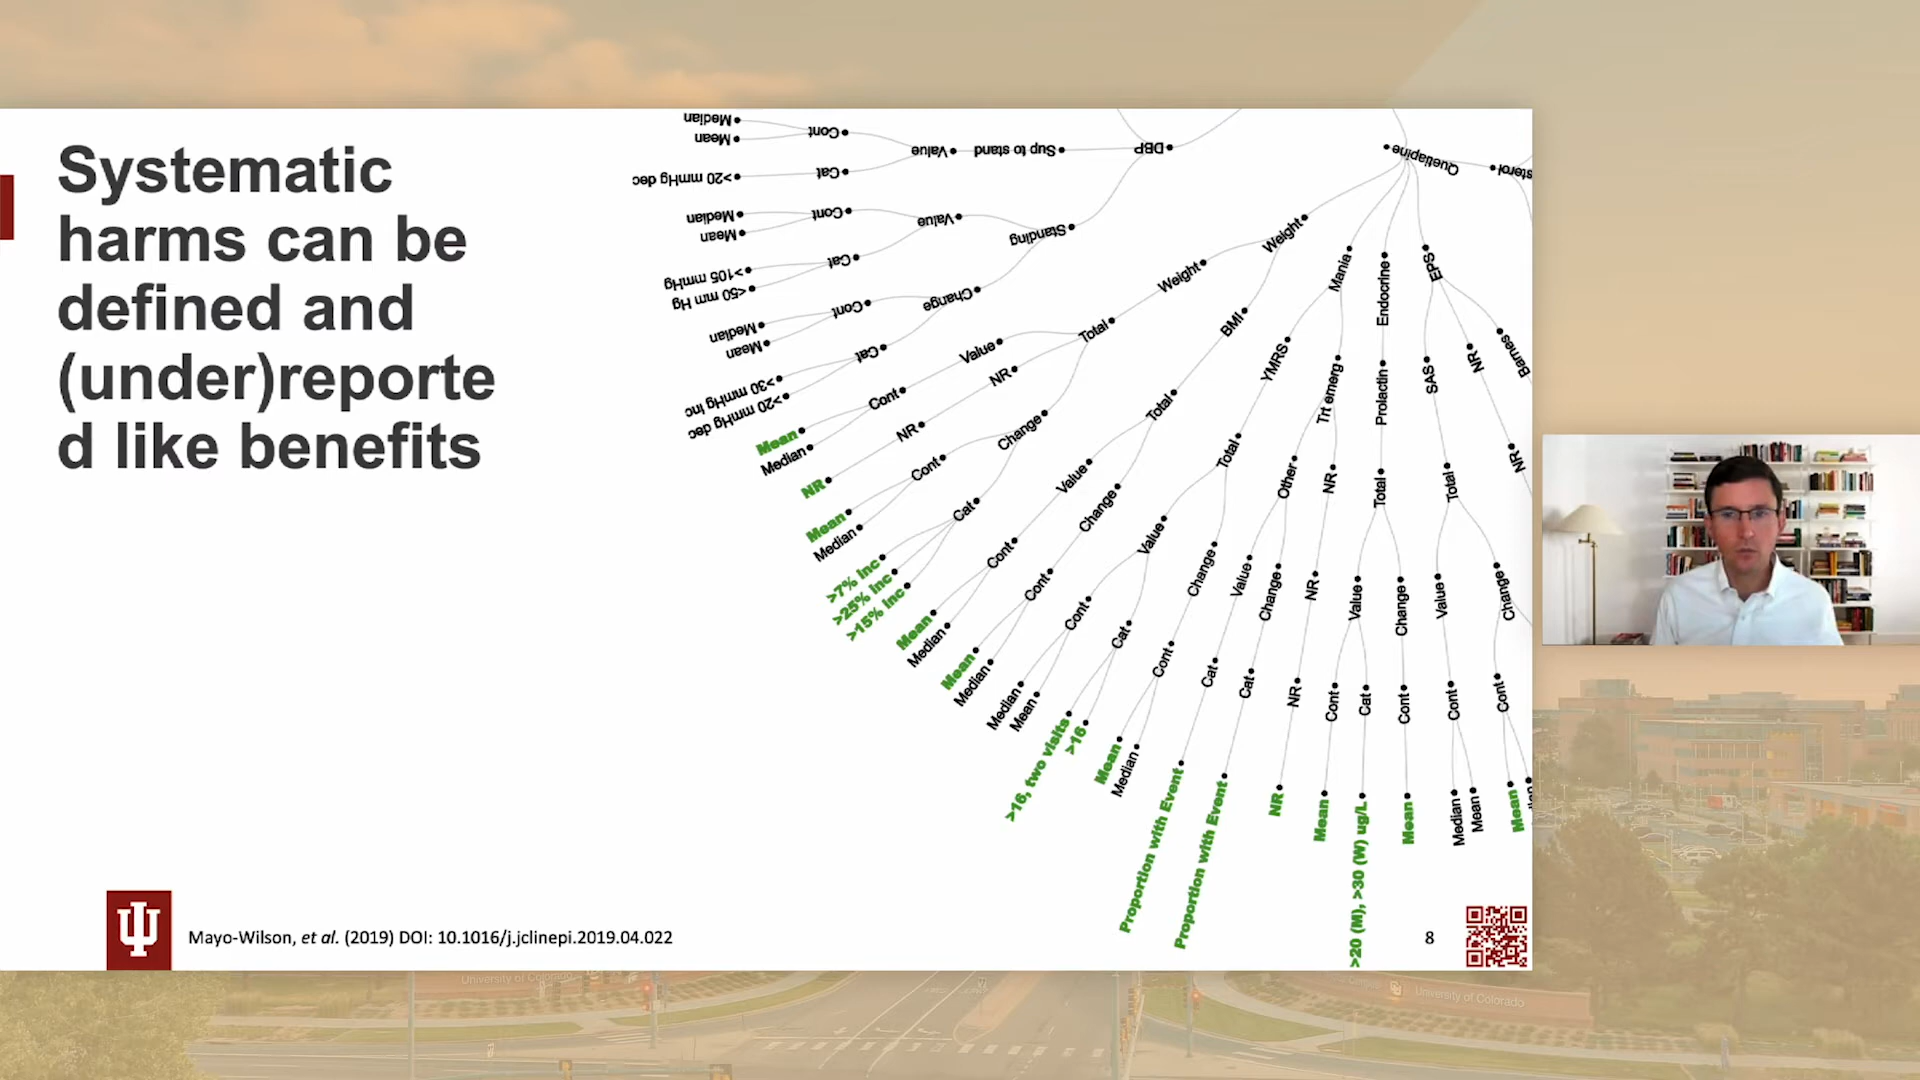 Systematic
harms can be
defined and
(under)reporte
d like benefits
Median
Mean
Cont
>20 mmHg dec
Cat
Value
Sup to stand
DBP
Median
Mean
Cont
>105 mmHg
<50 mm Hg
Cat
Value
Standing
Median
Mean
Cont
>30 mmHg inc
>20 mmHg dec
Cat
Change
Quetiapine
Weight
Weight
Total
Value
Cont
Mean
Median
NR
NR
NR
Change
Cont
Mean
Median
Cat
>7% inc
>25% inc
>15% inc
BMI
Total
Value
Cont
Mean
Median
Change
Cont
Mean
Median
Mania
YMRS
Total
Value
Cont
Median
Mean
Cat
>16, two visits
>16
Change
Cont
Mean
Median
Trt emerg
Other
Value
Cat
Proportion with Event
Change
Cat
Proportion with Event
NR
NR
NR
NR
Endocrine
Prolactin
Total
Value
Cont
Mean
Cat
>20 (M), >30 (W) ug/L
Change
Cont
Mean
EPS
SAS
Total
Value
Cont
Median
Mean
Change
Cont
Mean
NR
NR
Barnes
Mayo-Wilson, et al. (2019) DOI: 10.1016/j.jclinepi.2019.04.022
8
University of Colorado
University of Colorado